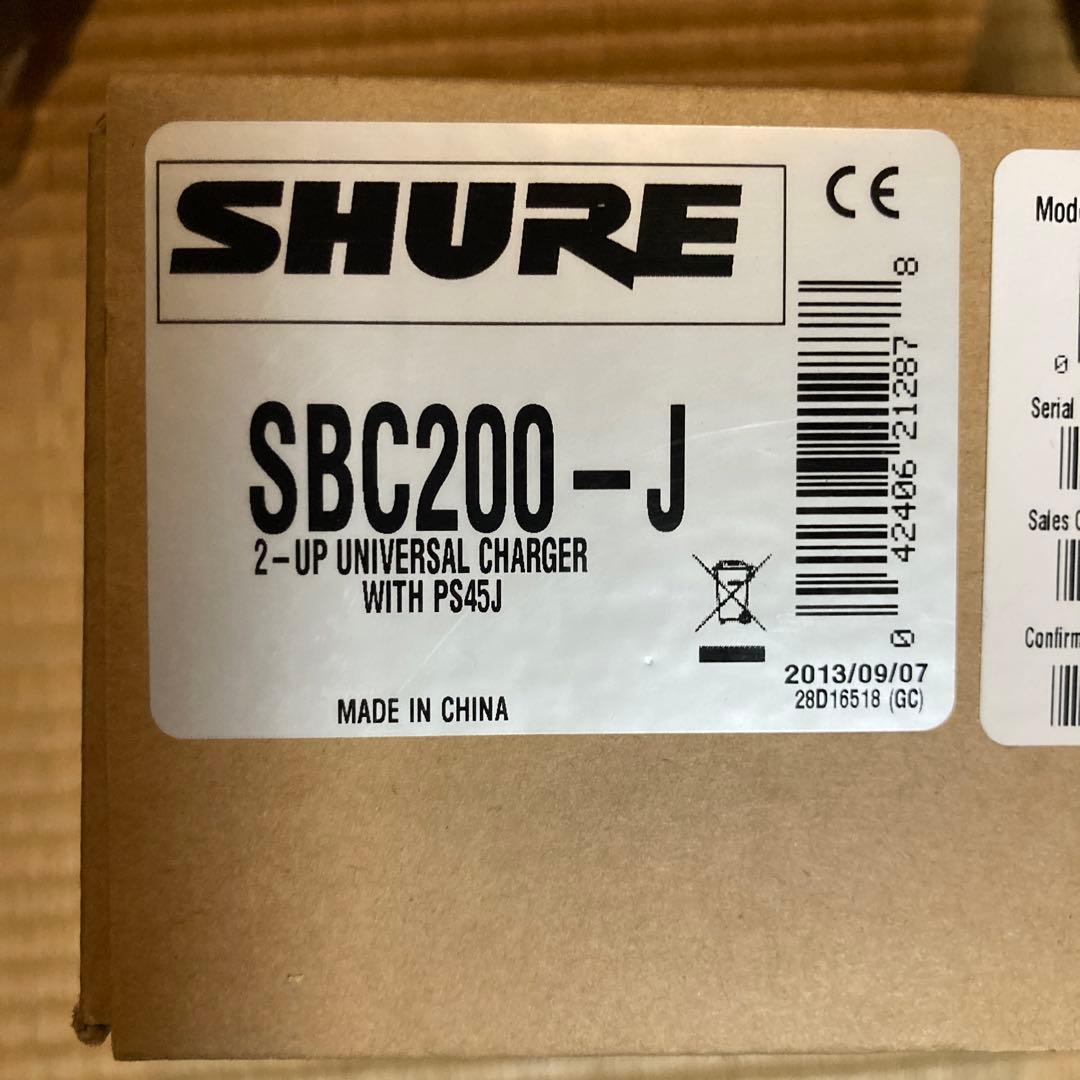 SHURE
CE
SBC200-J
2-UP UNIVERSAL CHARGER
WITH PS45J
MADE IN CHINA
0 42406 21287 8
2013/09/07
28D16518 (GC)
0
Serial
Sales